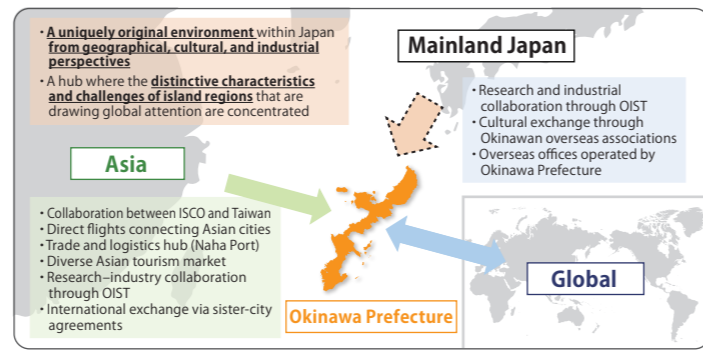 ・A uniquely original environment within Japan
from geographical, cultural, and industrial
perspectives
・A hub where the distinctive characteristics
and challenges of island regions that are
drawing global attention are concentrated
Mainland Japan
・Research and industrial
collaboration through OIST
・Cultural exchange through
Okinawan overseas associations
・Overseas offices operated by
Okinawa Prefecture
Asia
・Collaboration between ISCO and Taiwan
・Direct flights connecting Asian cities
・Trade and logistics hub (Naha Port)
・Diverse Asian tourism market
・Research–industry collaboration
through OIST
・International exchange via sister-city
agreements
Okinawa Prefecture
Global